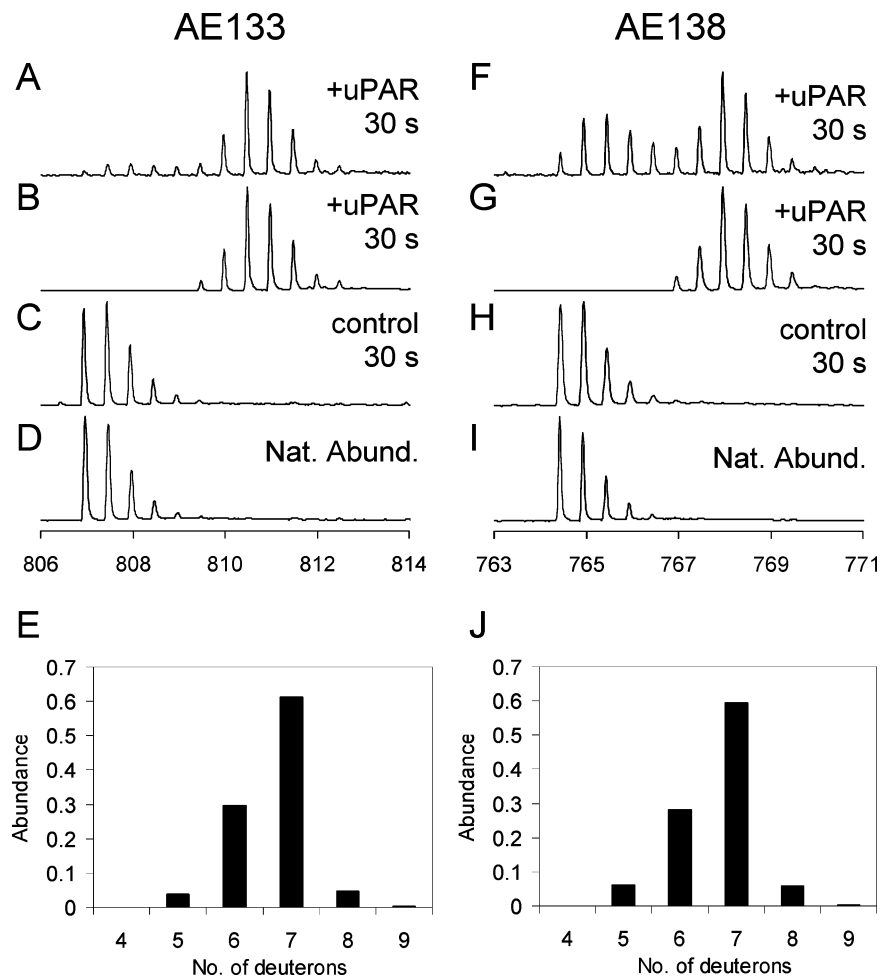 AE133
AE138
A
+uPAR
30 s
B
+uPAR
30 s
C
control
30 s
D
Nat. Abund.
806 808 810 812 814
F
+uPAR
30 s
G
+uPAR
30 s
H
control
30 s
I
Nat. Abund.
763 765 767 769 771
E
0.7
0.6
0.5
0.4
0.3
0.2
0.1
0
Abundance
4 5 6 7 8 9
No. of deuterons
J
0.7
0.6
0.5
0.4
0.3
0.2
0.1
0
Abundance
4 5 6 7 8 9
No. of deuterons